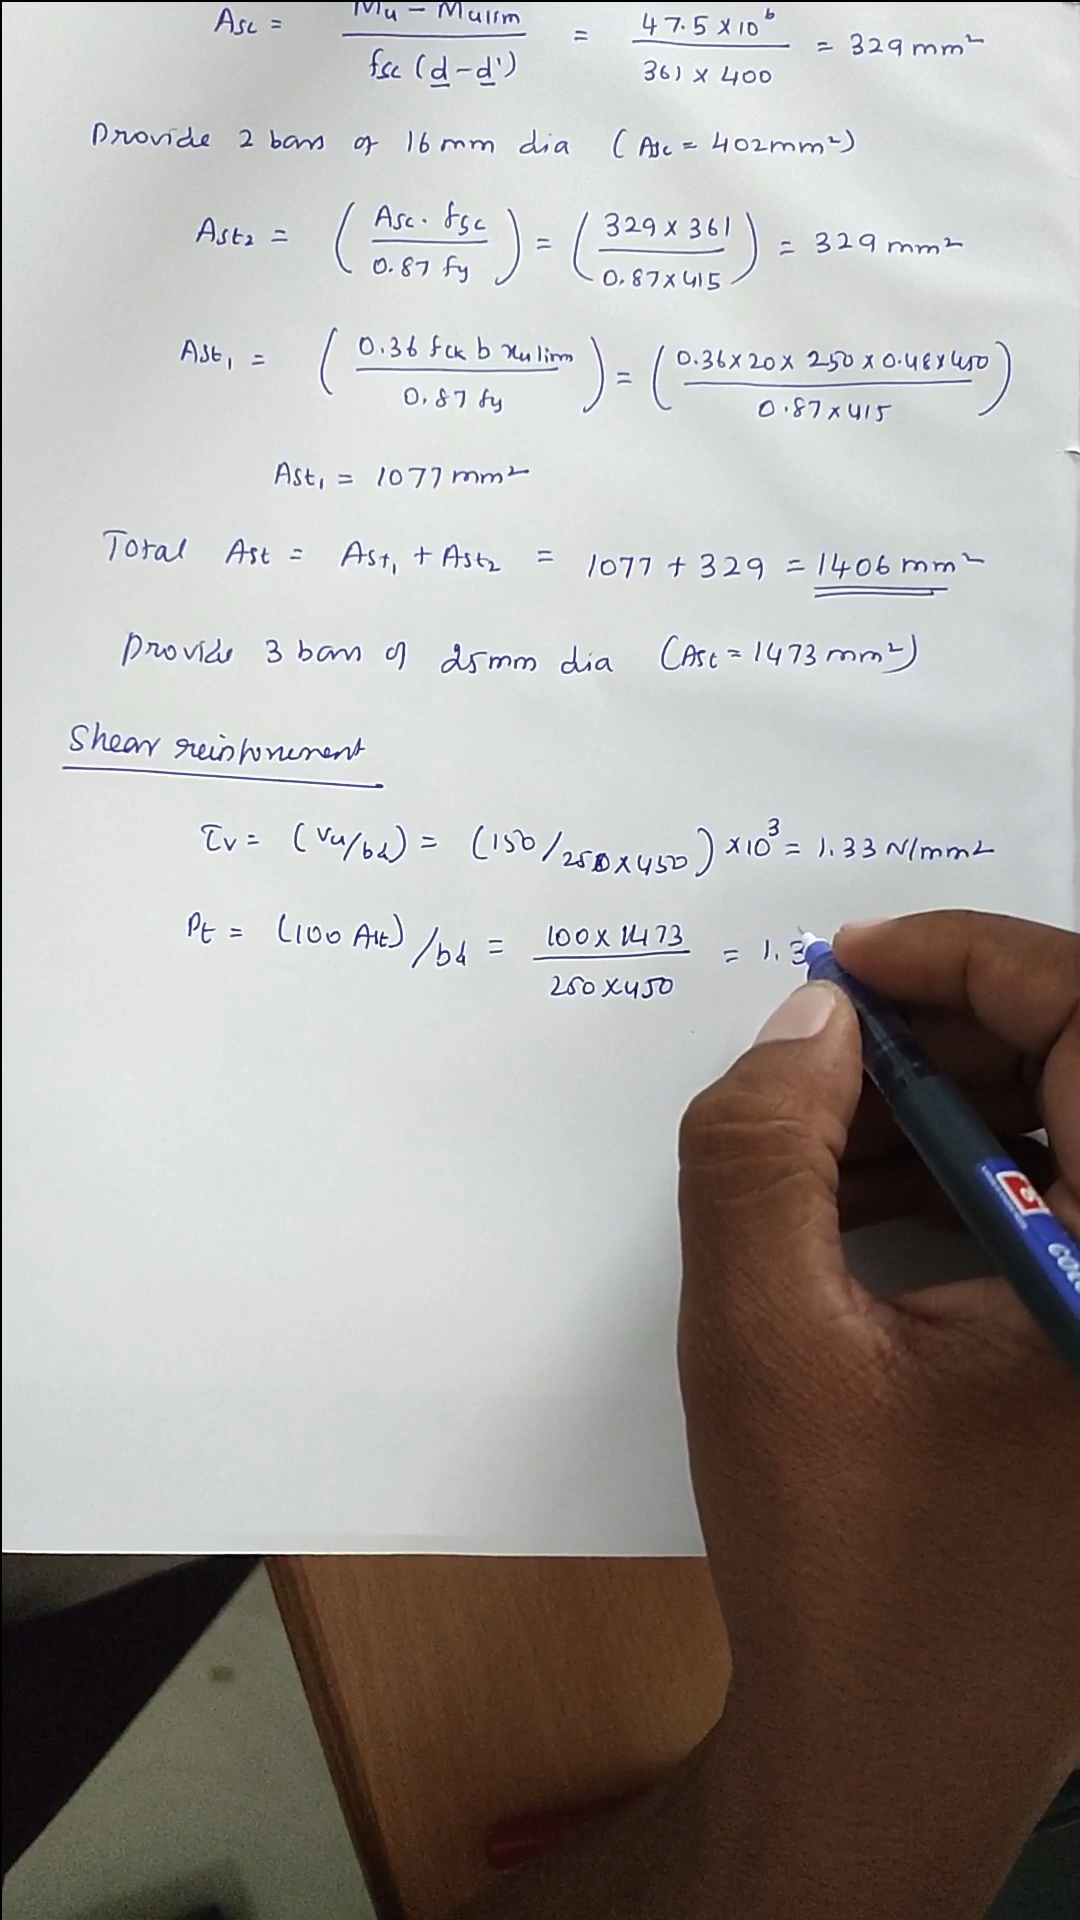 Asc = Mu - Mulim / fsc (d-d') = 47.5 x 10^6 / 361 x 400 = 329 mm²
Provide 2 bars of 16 mm dia (Asc = 402mm²)
Ast₂ = (Asc. fsc / 0.87 fy) = (329 x 361 / 0.87 x 415) = 329 mm²
Ast₁ = (0.36 fck b xulim / 0.87 fy) = (0.36 x 20 x 250 x 0.48 x 450 / 0.87 x 415)
Ast₁ = 1077 mm²
Total Ast = Ast₁ + Ast₂ = 1077 + 329 = 1406 mm²
Provide 3 bars of 25mm dia (Ast = 1473 mm²)
Shear reinforcement
τv = (Vu/bd) = (150/250 x 450) x 10³ = 1.33 N/mm²
Pt = (100 Ast)/bd = 100 x 1473 / 250 x 450 = 1.3